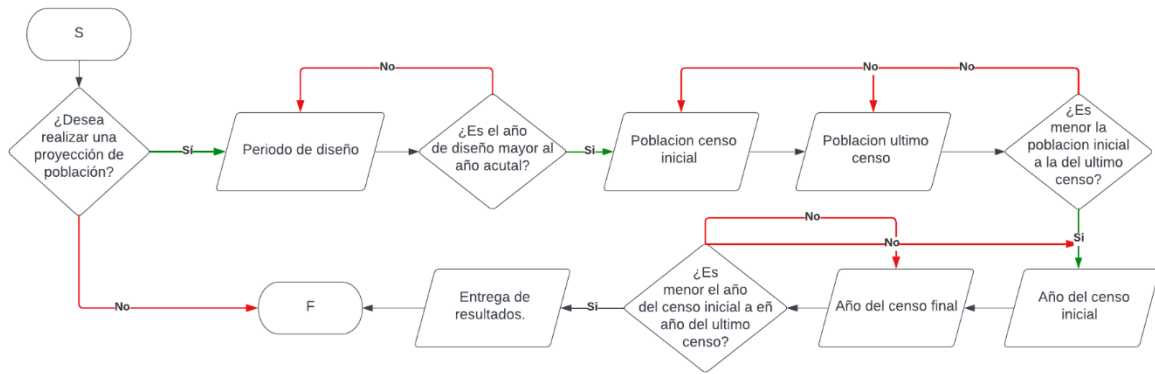 S
¿Desea
realizar una
proyección de
población?
Sí
Periodo de diseño
No
¿Es el año
de diseño mayor al
año acutal?
Si
Poblacion censo
inicial
No
No
Poblacion ultimo
censo
¿Es
menor la
poblacion inicial
a la del ultimo
censo?
Si
Año del censo
inicial
Año del censo final
No
No
¿Es
menor el año
del censo inicial a eñ
año del ultimo
censo?
Si
Entrega de
resultados.
F
No